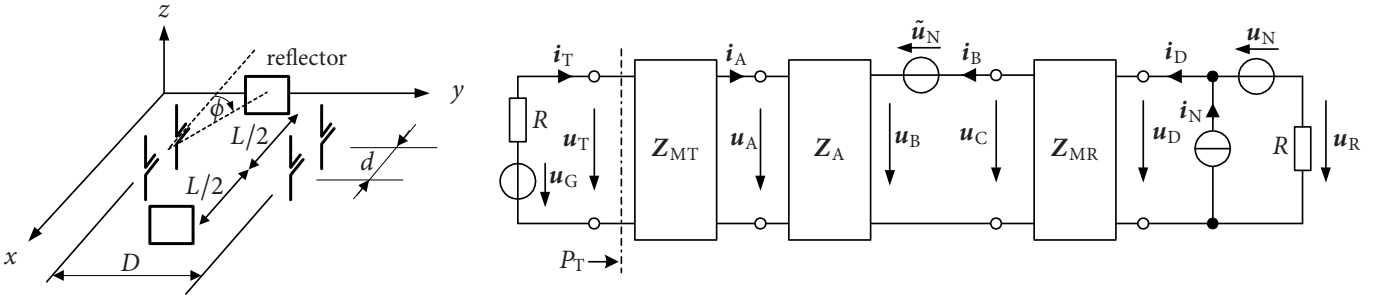 z
reflector
y
ϕ
L/2
L/2
d
x
D
i_T
R
u_G
u_T
P_T
Z_MT
i_A
u_A
Z_A
ũ_N
i_B
u_B
u_C
Z_MR
i_D
u_D
i_N
u_N
R
u_R